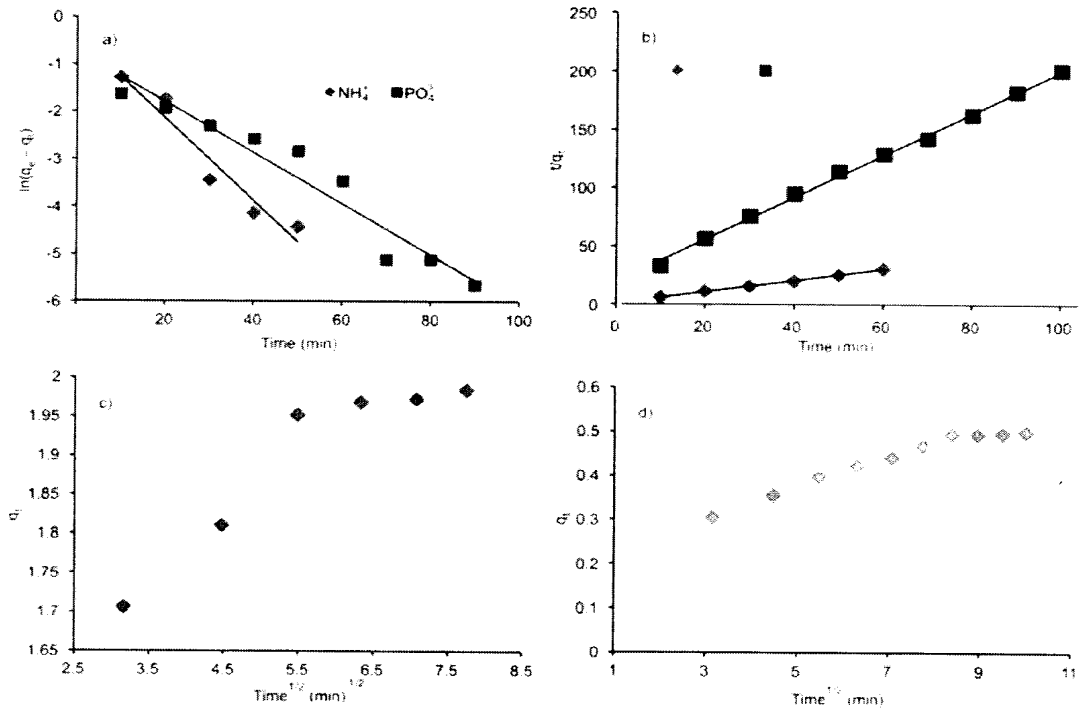 a)
0
-1
-2
-3
-4
-5
-6
ln(qe – qt)
NH4+ PO43-
20 40 60 80 100
Time (min)
b)
250
200
150
100
50
0
t/qt
0 20 40 60 80 100
Time (min)
c)
2
1.95
1.9
1.85
1.8
1.75
1.7
1.65
qt
2.5 3.5 4.5 5.5 6.5 7.5 8.5
Time1/2 (min)1/2
d)
0.6
0.5
0.4
0.3
0.2
0.1
0
qt
1 3 5 7 9 11
Time1/2 (min)1/2